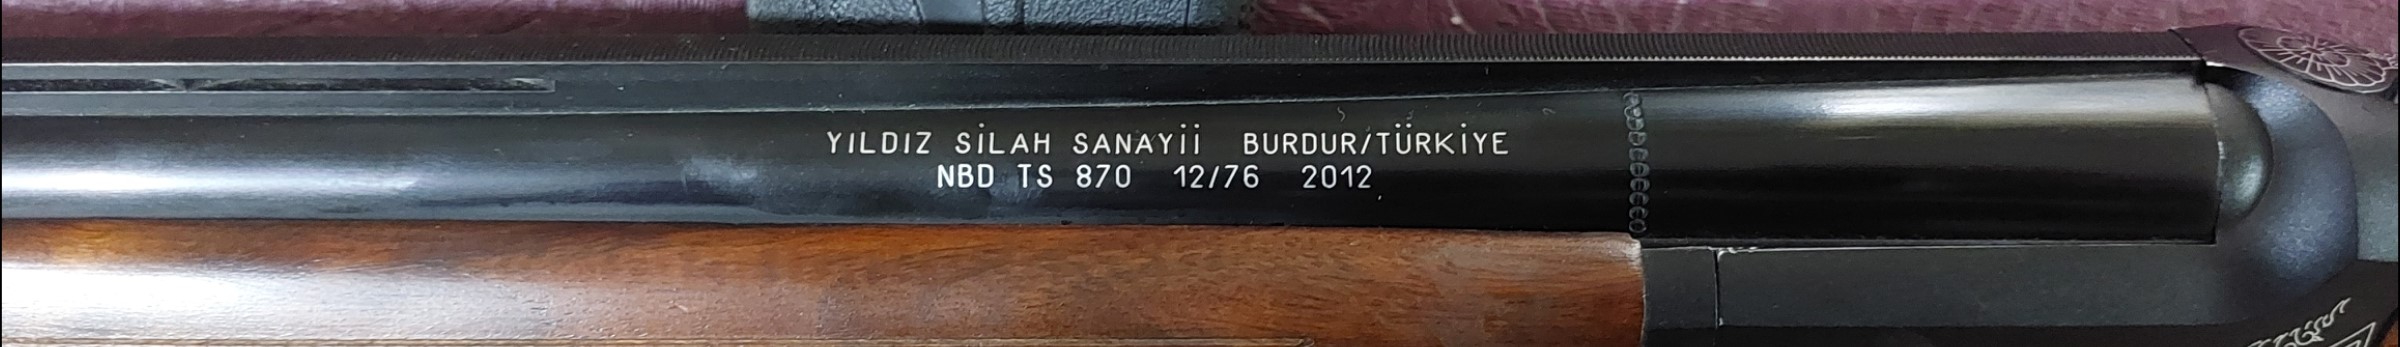 YILDIZ SİLAH SANAYİİ BURDUR/TÜRKİYE
NBD TS 870 12/76 2012